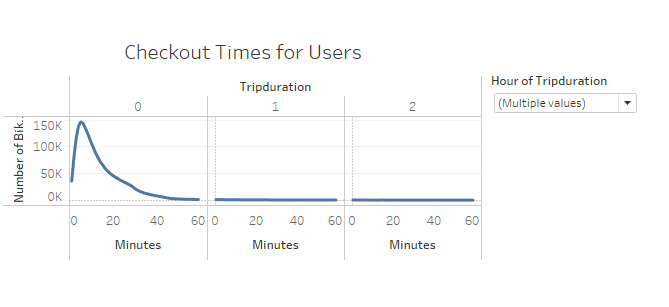 Checkout Times for Users
Tripduration
Hour of Tripduration
0 1 2
(Multiple values)
Number of Bik..
150K
100K
50K
0K
0 20 40 60 0 20 40 60 0 20 40 60
Minutes Minutes Minutes